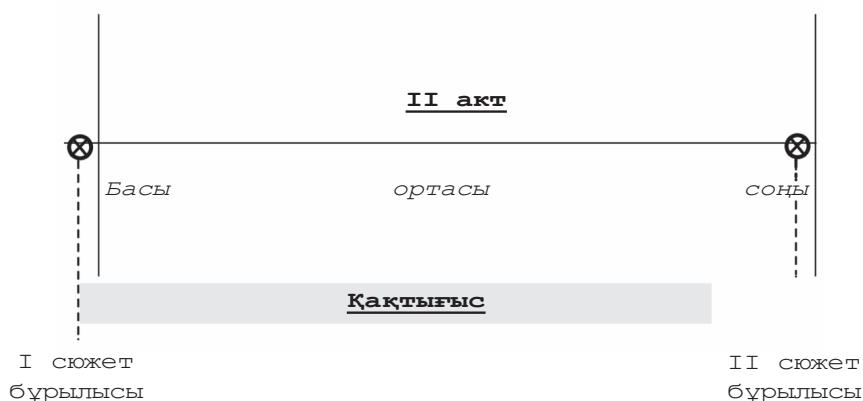 II акт
Басы ортасы соңы
Қақтығыс
I сюжет
бұрылысы
II сюжет
бұрылысы